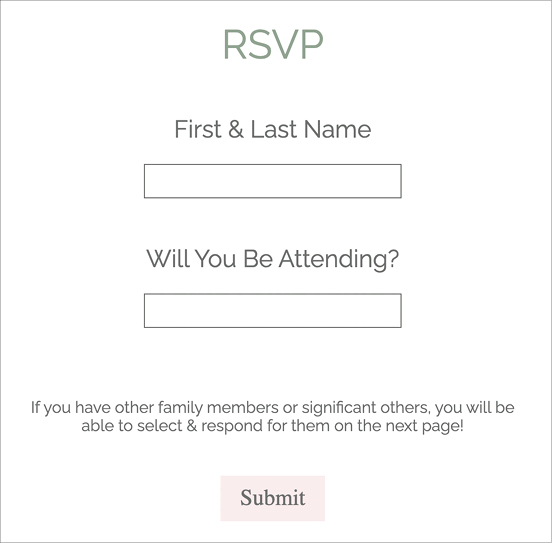 RSVP
First & Last Name
Will You Be Attending?
If you have other family members or significant others, you will be
able to select & respond for them on the next page!
Submit